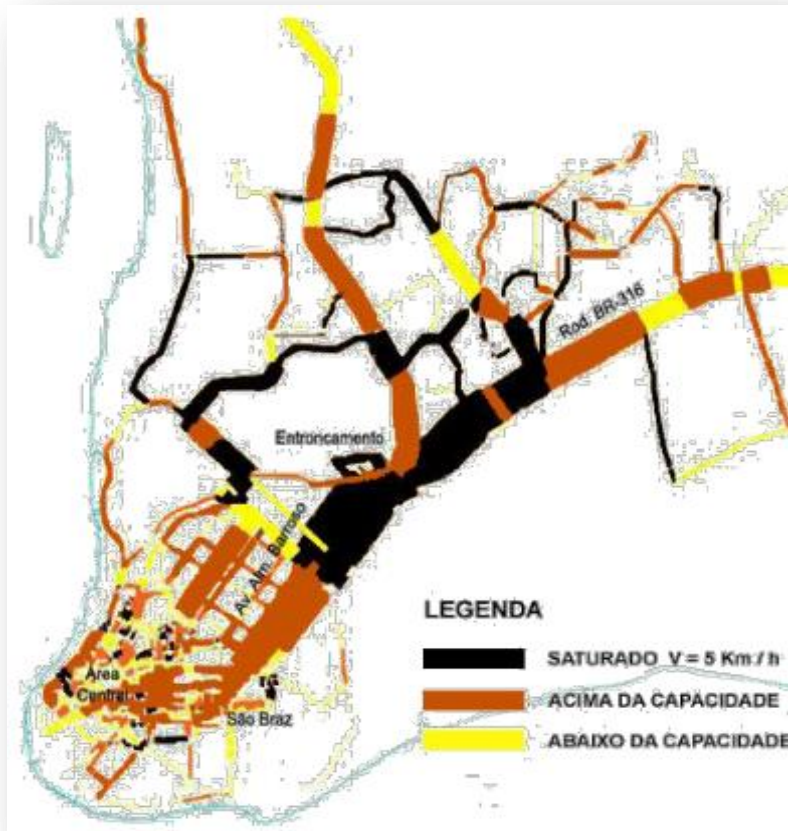 Rod. BR-316
Entroncamento
Av. Alm. Barroso
Área
Central
São Braz
LEGENDA
SATURADO V = 5 Km / h
ACIMA DA CAPACIDADE
ABAIXO DA CAPACIDADE